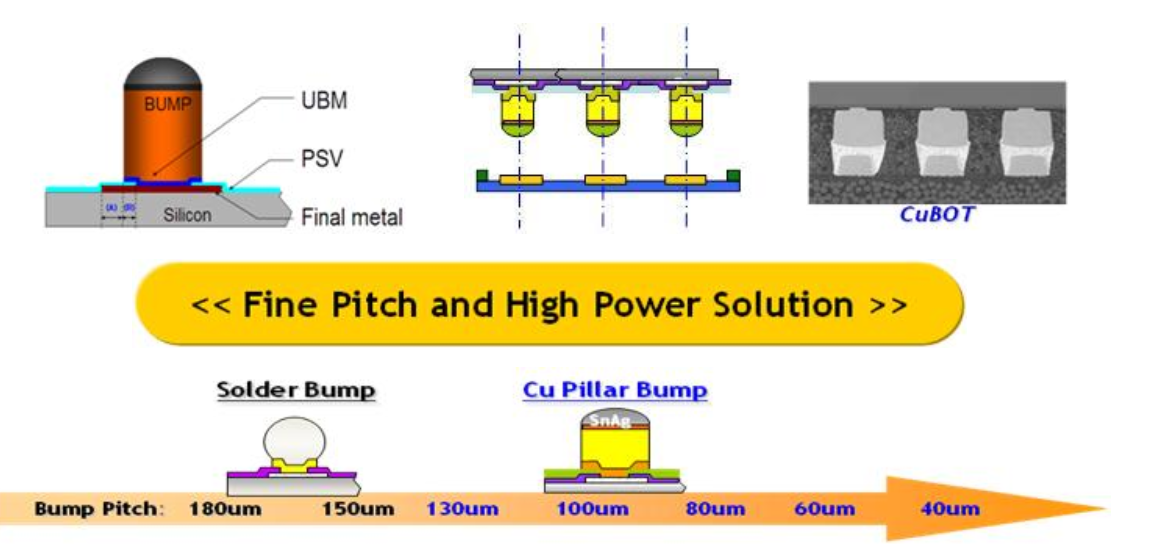 BUMP
UBM
PSV
Final metal
(A) (B)
Silicon
CuBOT
<< Fine Pitch and High Power Solution >>
Solder Bump
Cu Pillar Bump
SnAg
Bump Pitch: 180um 150um 130um 100um 80um 60um 40um